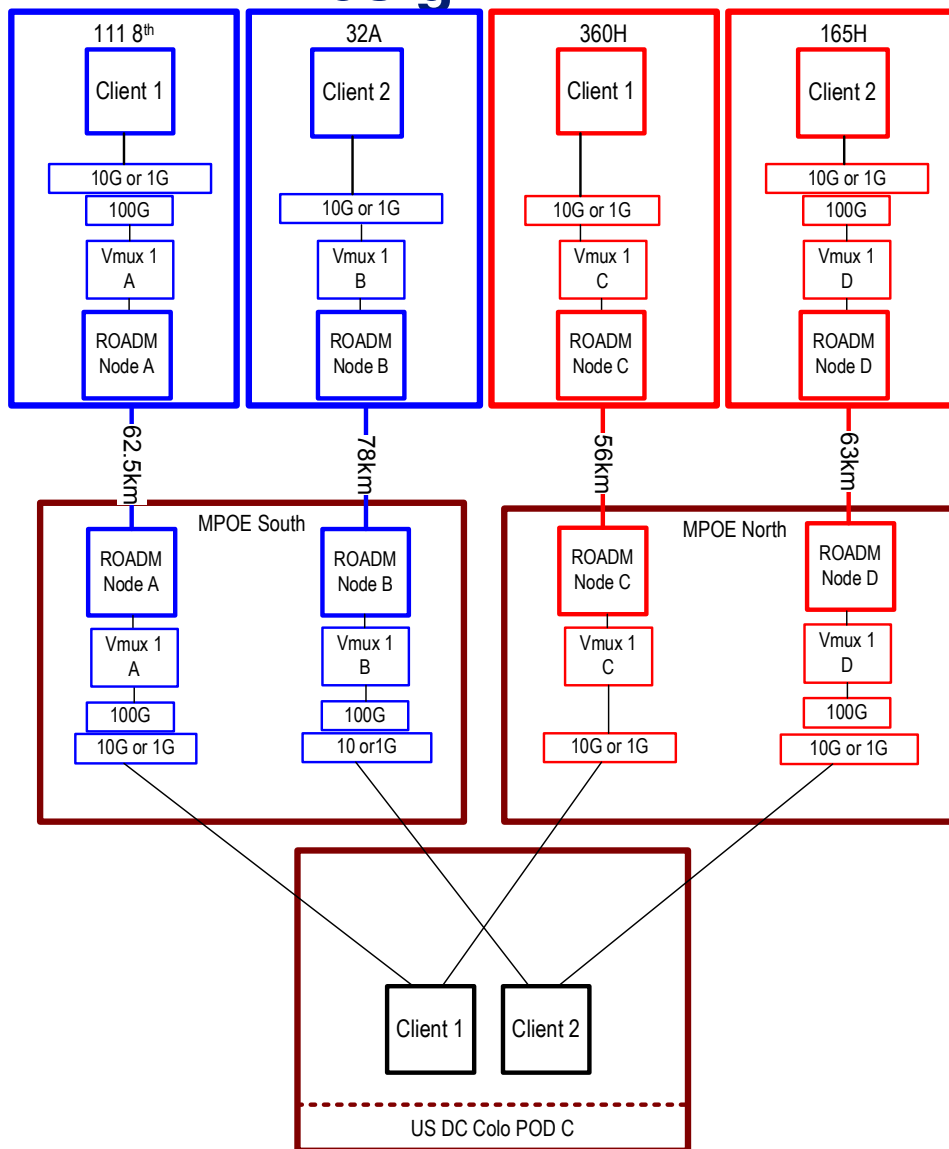 111 8th
32A
360H
165H
Client 1
Client 2
Client 1
Client 2
10G or 1G
10G or 1G
10G or 1G
10G or 1G
100G
100G
Vmux 1
A
Vmux 1
B
Vmux 1
C
Vmux 1
D
ROADM
Node A
ROADM
Node B
ROADM
Node C
ROADM
Node D
62.5km
78km
56km
63km
MPOE South
MPOE North
ROADM
Node A
ROADM
Node B
ROADM
Node C
ROADM
Node D
Vmux 1
A
Vmux 1
B
Vmux 1
C
Vmux 1
D
100G
100G
100G
10G or 1G
10 or1G
10G or 1G
10G or 1G
Client 1
Client 2
US DC Colo POD C